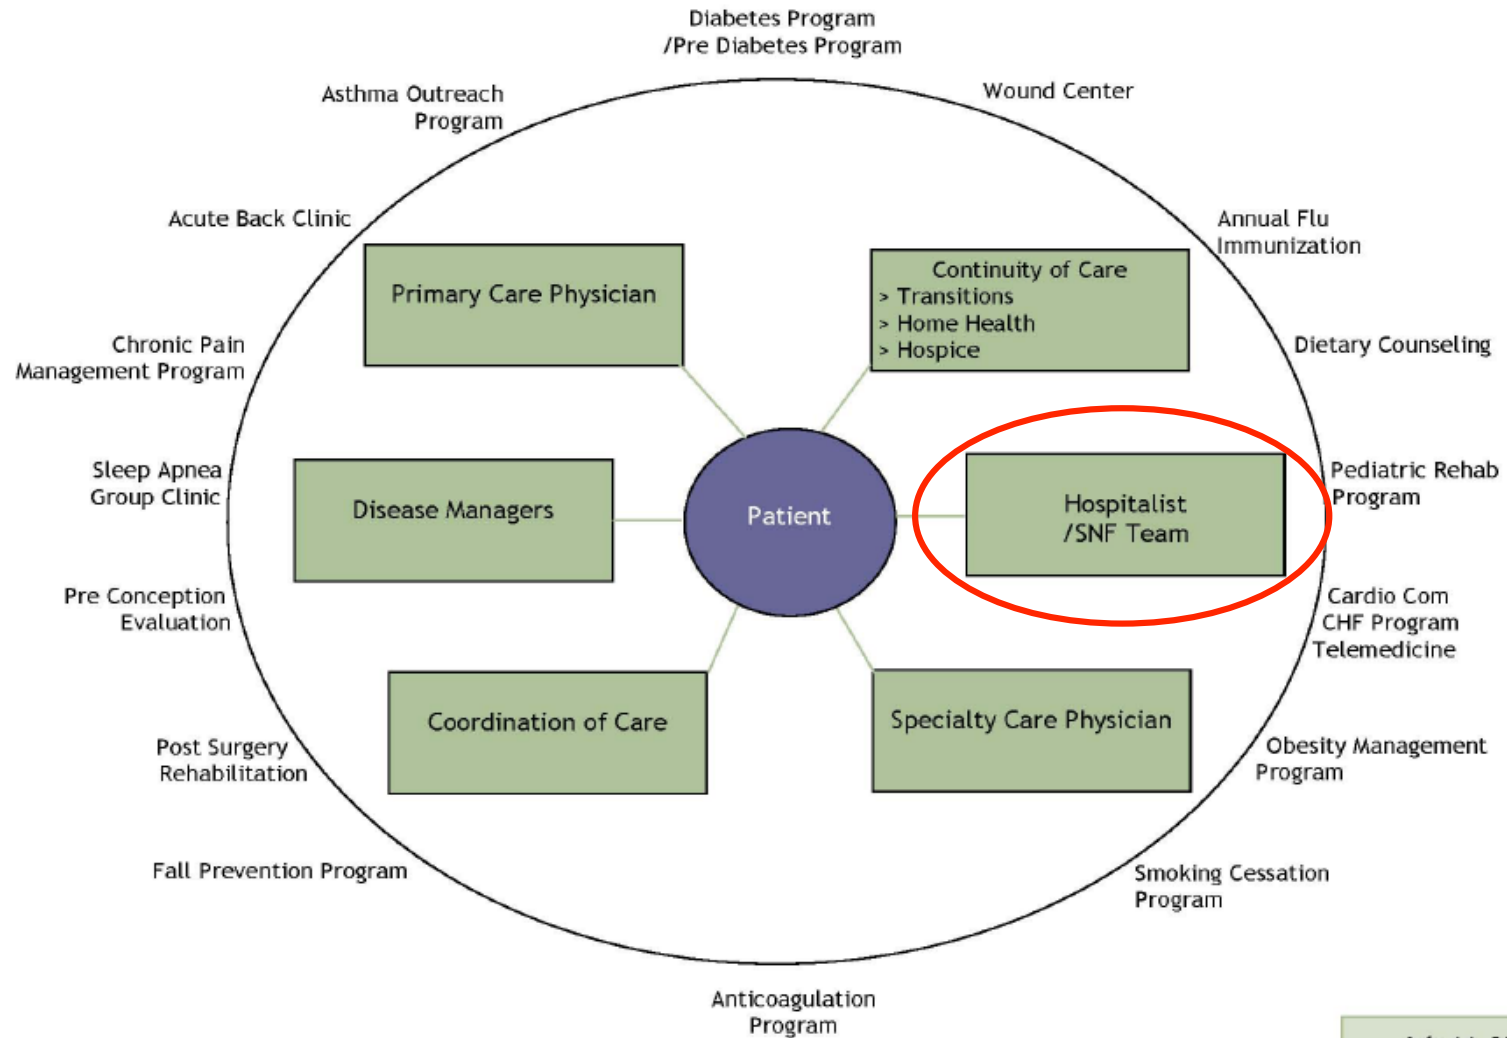 Diabetes Program
/Pre Diabetes Program
Asthma Outreach
Program
Wound Center
Acute Back Clinic
Annual Flu
Immunization
Primary Care Physician
Continuity of Care
> Transitions
> Home Health
> Hospice
Chronic Pain
Management Program
Dietary Counseling
Sleep Apnea
Group Clinic
Disease Managers
Patient
Hospitalist
/SNF Team
Pediatric Rehab
Program
Pre Conception
Evaluation
Cardio Com
CHF Program
Telemedicine
Coordination of Care
Specialty Care Physician
Post Surgery
Rehabilitation
Obesity Management
Program
Fall Prevention Program
Smoking Cessation
Program
Anticoagulation
Program